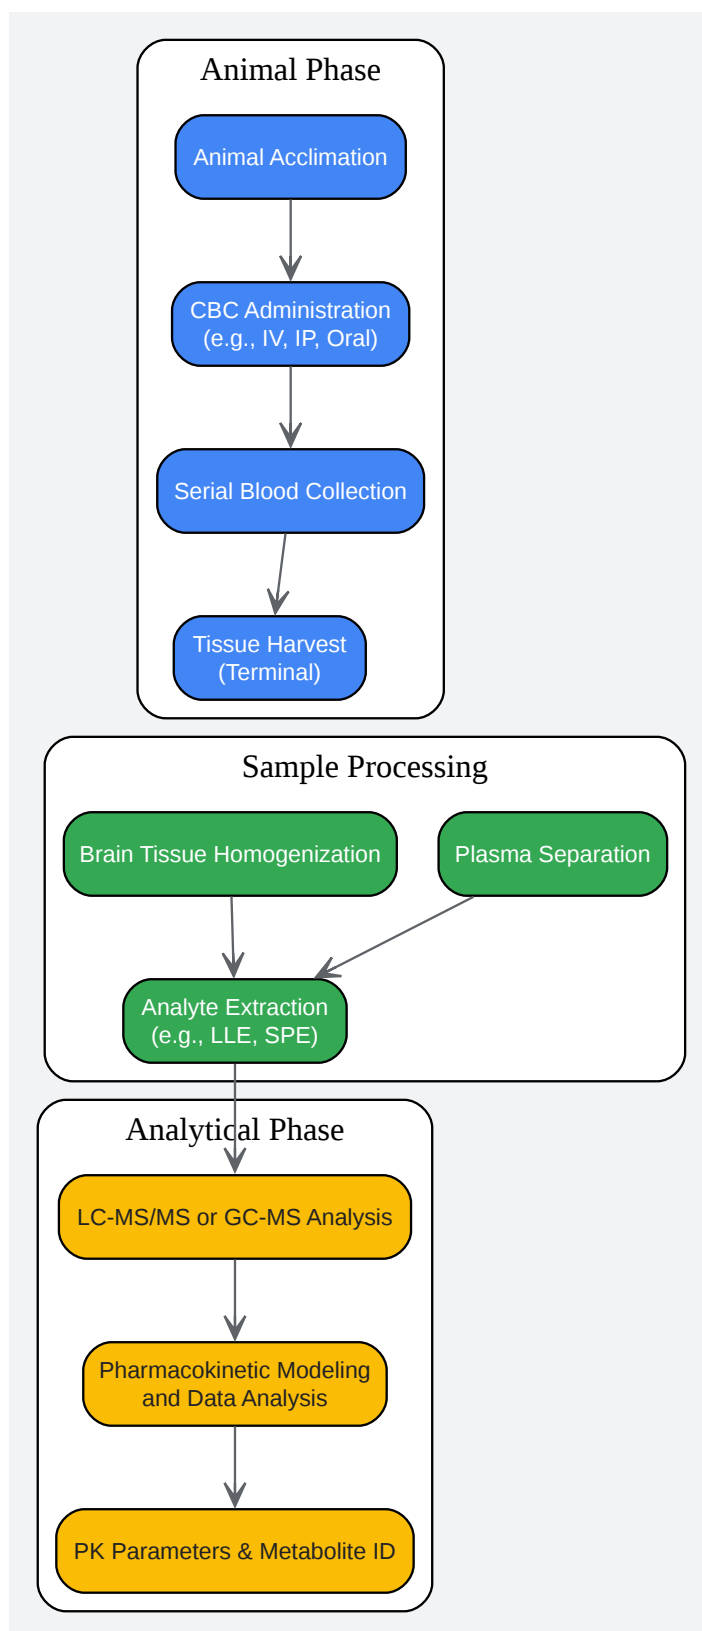 Animal Phase
Animal Acclimation
CBC Administration
(e.g., IV, IP, Oral)
Serial Blood Collection
Tissue Harvest
(Terminal)
Sample Processing
Brain Tissue Homogenization
Plasma Separation
Analyte Extraction
(e.g., LLE, SPE)
Analytical Phase
LC-MS/MS or GC-MS Analysis
Pharmacokinetic Modeling
and Data Analysis
PK Parameters & Metabolite ID